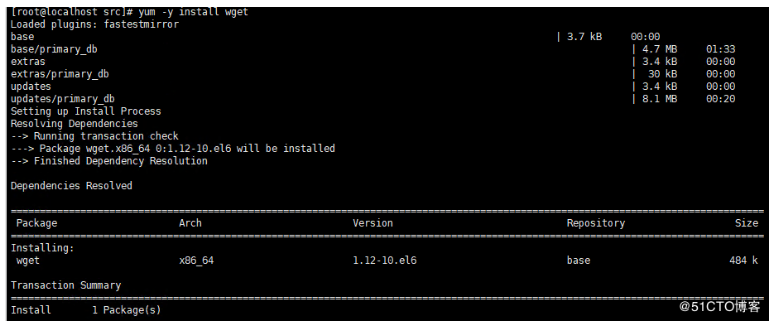 [root@localhost src]# yum -y install wget
Loaded plugins: fastestmirror
base | 3.7 kB 00:00
base/primary_db | 4.7 MB 01:33
extras | 3.4 kB 00:00
extras/primary_db | 30 kB 00:00
updates | 3.4 kB 00:00
updates/primary_db | 8.1 MB 00:20
Setting up Install Process
Resolving Dependencies
--> Running transaction check
---> Package wget.x86_64 0:1.12-10.el6 will be installed
--> Finished Dependency Resolution
Dependencies Resolved
Package Arch Version Repository Size
Installing:
wget x86_64 1.12-10.el6 base 484 k
Transaction Summary
Install 1 Package(s)
@51CTO博客